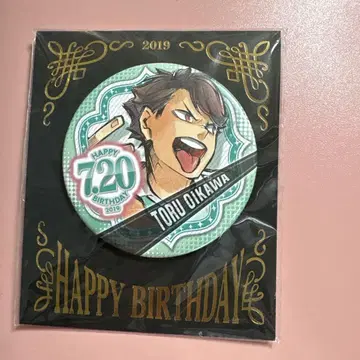 2019
HAPPY
7.20
BIRTHDAY
2019
TORU OIKAWA
HAPPY BIRTHDAY